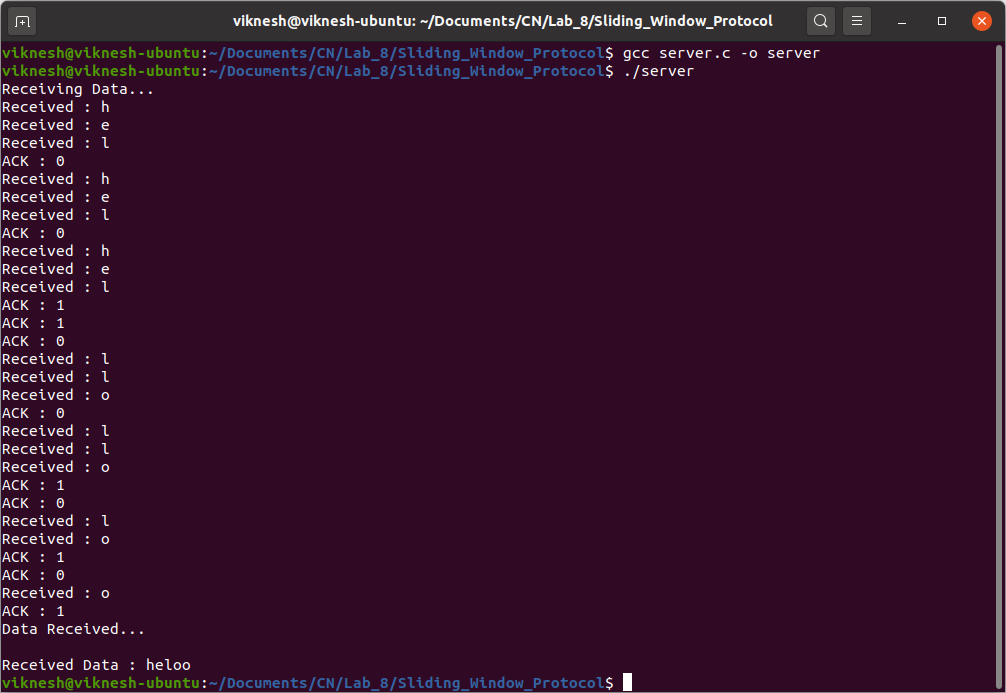 viknesh@viknesh-ubuntu: ~/Documents/CN/Lab_8/Sliding_Window_Protocol
viknesh@viknesh-ubuntu:~/Documents/CN/Lab_8/Sliding_Window_Protocol$ gcc server.c -o server
viknesh@viknesh-ubuntu:~/Documents/CN/Lab_8/Sliding_Window_Protocol$ ./server
Receiving Data...
Received : h
Received : e
Received : l
ACK : 0
Received : h
Received : e
Received : l
ACK : 0
Received : h
Received : e
Received : l
ACK : 1
ACK : 1
ACK : 0
Received : l
Received : l
Received : o
ACK : 0
Received : l
Received : l
Received : o
ACK : 1
ACK : 0
Received : l
Received : o
ACK : 1
ACK : 0
Received : o
ACK : 1
Data Received...

Received Data : heloo
viknesh@viknesh-ubuntu:~/Documents/CN/Lab_8/Sliding_Window_Protocol$